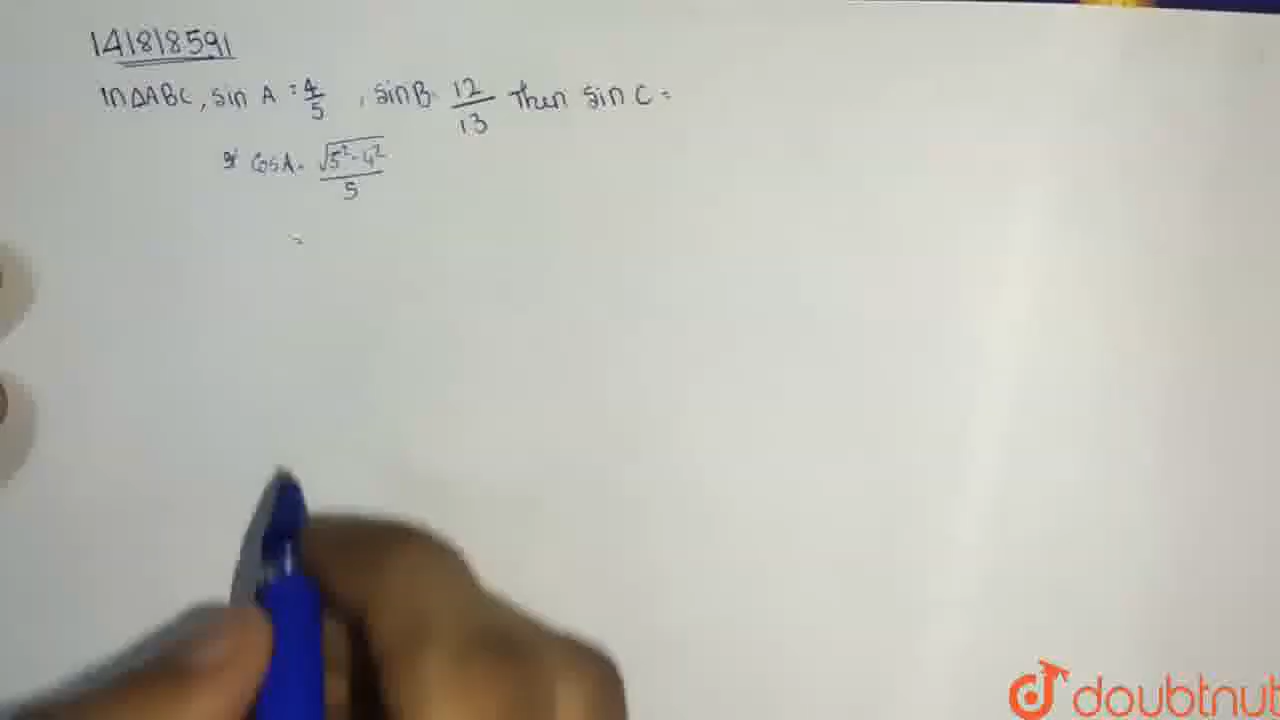 141818591
In ΔABC, sin A = 4/5, sin B = 12/13 Then sin C =
cos A = √(5² - 4²)/5
=
doubtnut